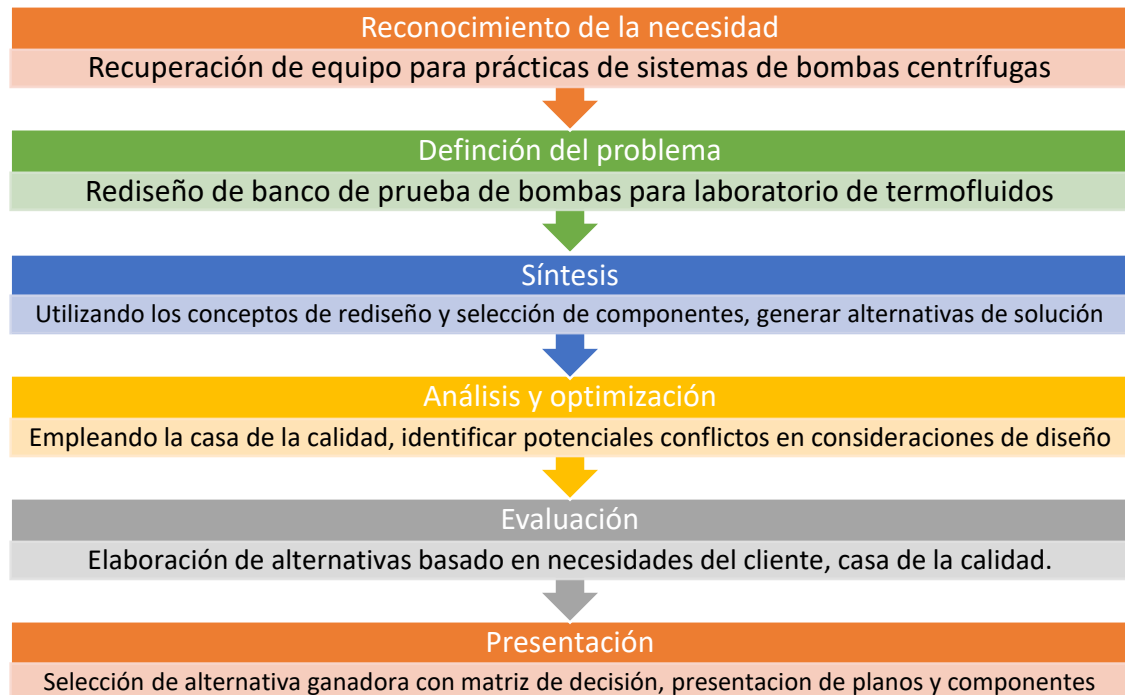 Reconocimiento de la necesidad
Recuperación de equipo para prácticas de sistemas de bombas centrífugas
Definción del problema
Rediseño de banco de prueba de bombas para laboratorio de termofluidos
Síntesis
Utilizando los conceptos de rediseño y selección de componentes, generar alternativas de solución
Análisis y optimización
Empleando la casa de la calidad, identificar potenciales conflictos en consideraciones de diseño
Evaluación
Elaboración de alternativas basado en necesidades del cliente, casa de la calidad.
Presentación
Selección de alternativa ganadora con matriz de decisión, presentacion de planos y componentes